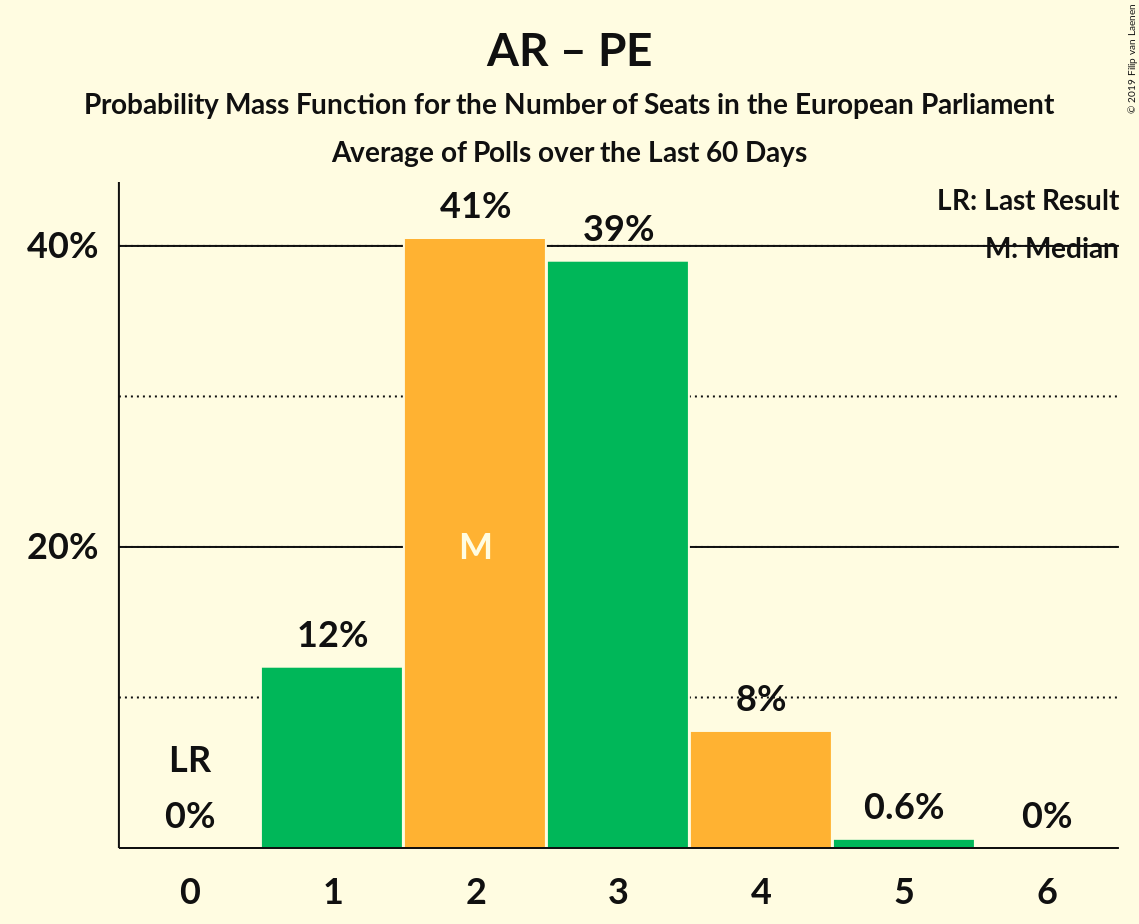 AR – PE
Probability Mass Function for the Number of Seats in the European Parliament
Average of Polls over the Last 60 Days
© 2019 Filip van Laenen
LR: Last Result
M: Median
40%
20%
LR
0%
12%
41%
M
39%
8%
0.6%
0%
0 1 2 3 4 5 6